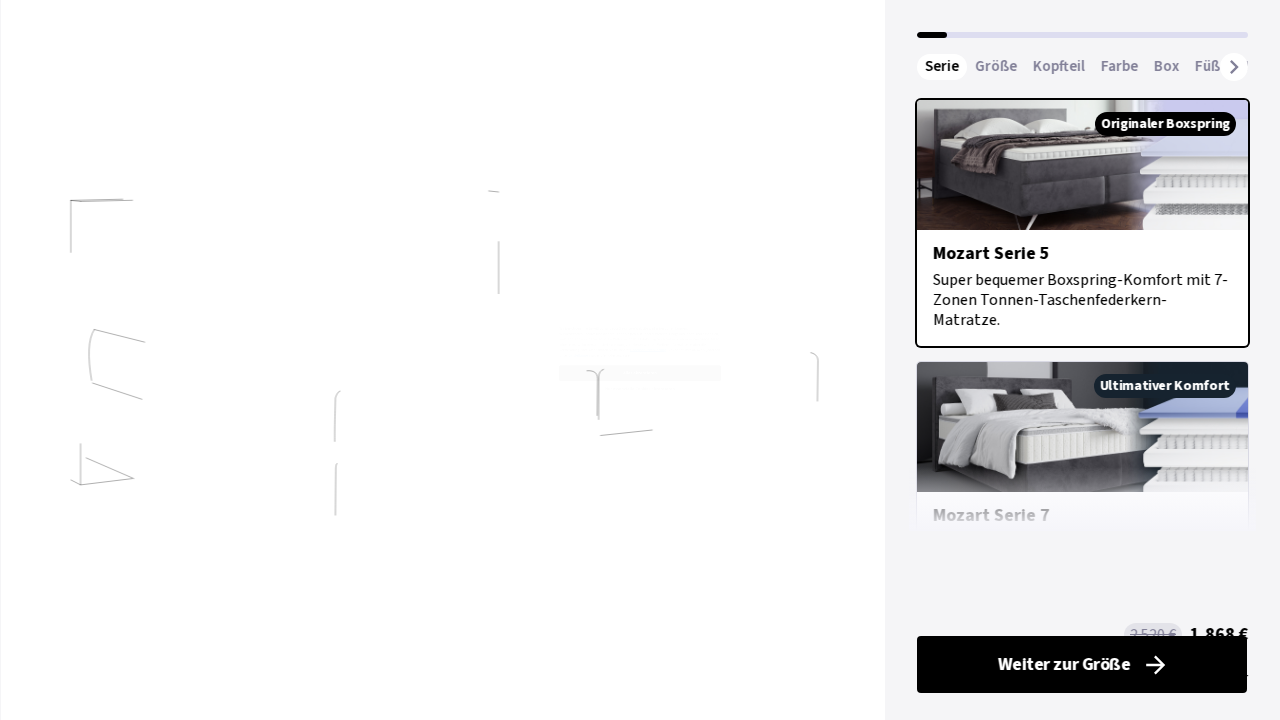 Serie Größe Kopfteil Farbe Box Füß
Originaler Boxspring
Mozart Serie 5
Super bequemer Boxspring-Komfort mit 7-
Zonen Tonnen-Taschenfederkern-
Matratze.
Ultimativer Komfort
Mozart Serie 7
2.520 € 1.868 €
Weiter zur Größe